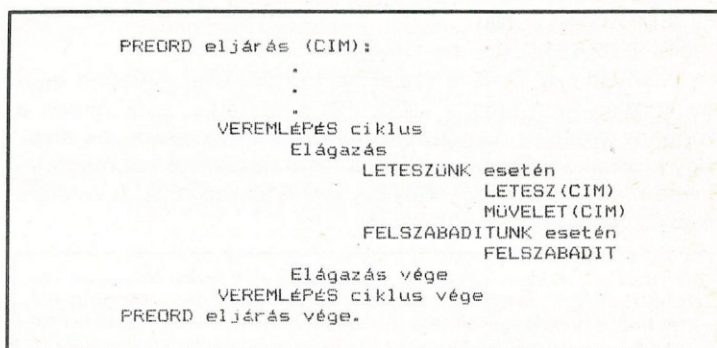 PREORD eljárás (CIM):
.
.
.
VEREMLÉPÉS ciklus
Elágazás
LETESZÜNK esetén
LETESZ(CIM)
MÜVELET(CIM)
FELSZABADITUNK esetén
FELSZABADIT
Elágazás vége
VEREMLÉPÉS ciklus vége
PREORD eljárás vége.